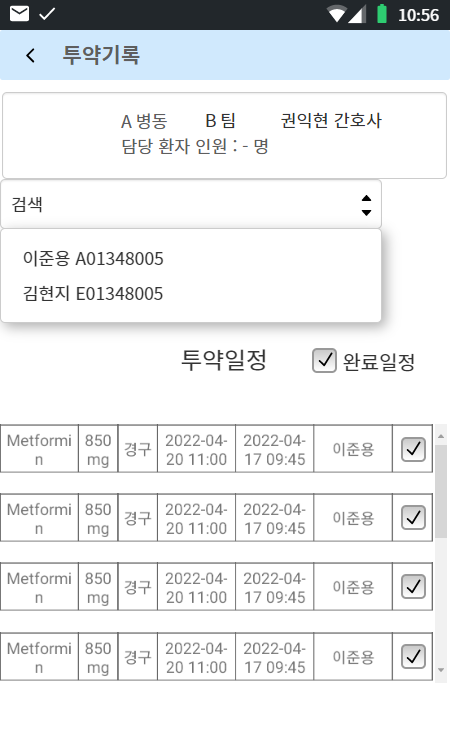 10:56
투약기록
A 병동 B 팀 권익현 간호사
담당 환자 인원 : - 명
검색
이준용 A01348005
김현지 E01348005
투약일정 완료일정
Metformi 850 경구 2022-04- 2022-04- 이준용
n mg 20 11:00 17 09:45
Metformi 850 경구 2022-04- 2022-04- 이준용
n mg 20 11:00 17 09:45
Metformi 850 경구 2022-04- 2022-04- 이준용
n mg 20 11:00 17 09:45
Metformi 850 경구 2022-04- 2022-04- 이준용
n mg 20 11:00 17 09:45